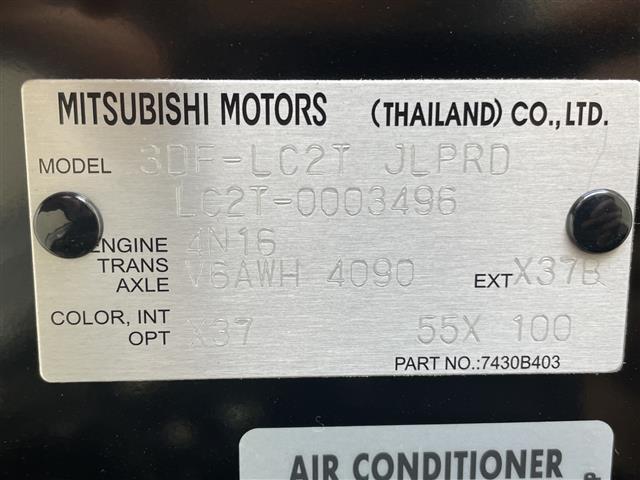 MITSUBISHI MOTORS (THAILAND) CO., LTD.
MODEL 3DF-LC2T JLPRD
LC2T-0003496
ENGINE 4N16
TRANS AXLE V6AWH 4090 EXT X37B
COLOR, INT OPT X37 55X 100
PART NO.:7430B403
AIR CONDITIONER